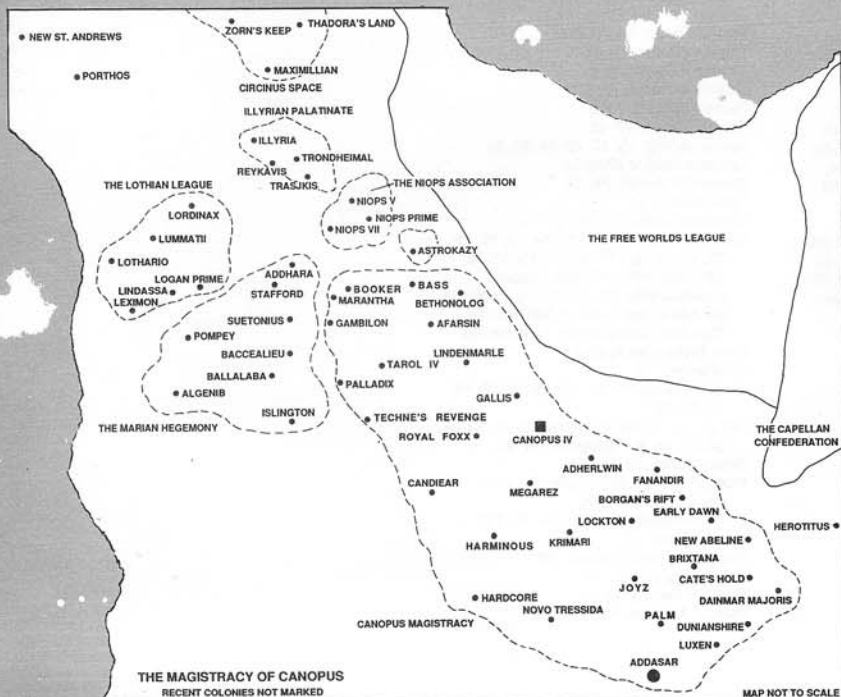 ZORN'S KEEP
THADORA'S LAND
NEW ST. ANDREWS
PORTHOS
MAXIMILLIAN
CIRCINUS SPACE
ILLYRIAN PALATINATE
ILLYRIA
TRONDHEIMAL
REYKAVIS
TRASJKIS
THE LOTHIAN LEAGUE
THE NIOPS ASSOCIATION
LORDINAX
NIOPS V
NIOPS PRIME
NIOPS VII
LUMMATII
THE FREE WORLDS LEAGUE
ASTROKAZY
LOTHARIO
ADDHARA
LOGAN PRIME
STAFFORD
LINDASSA
LEXIMON
BOOKER
BASS
MARANTHA
BETHONOLOG
SUETONIUS
GAMBILON
AFARSIN
POMPEY
BACCEALIEU
LINDENMARLE
TAROL IV
BALLALABA
PALLADIX
ALGENIB
GALLIS
ISLINGTON
TECHNE'S REVENGE
THE MARIAN HEGEMONY
ROYAL FOXX
CANOPUS IV
THE CAPELLAN
CONFEDERATION
ADHERLWIN
FANANDIR
CANDIEAR
MEGAREZ
BORGAN'S RIFT
EARLY DAWN
LOCKTON
HEROTITUS
HARMINOUS
KRIMARI
NEW ABELINE
BRIXTANA
JOYZ
CATE'S HOLD
HARDCORE
DAINMAR MAJORIS
NOVO TRESSIDA
CANOPUS MAGISTRACY
PALM
DUNIANSHIRE
LUXEN
ADDASAR
THE MAGISTRACY OF CANOPUS
RECENT COLONIES NOT MARKED
MAP NOT TO SCALE